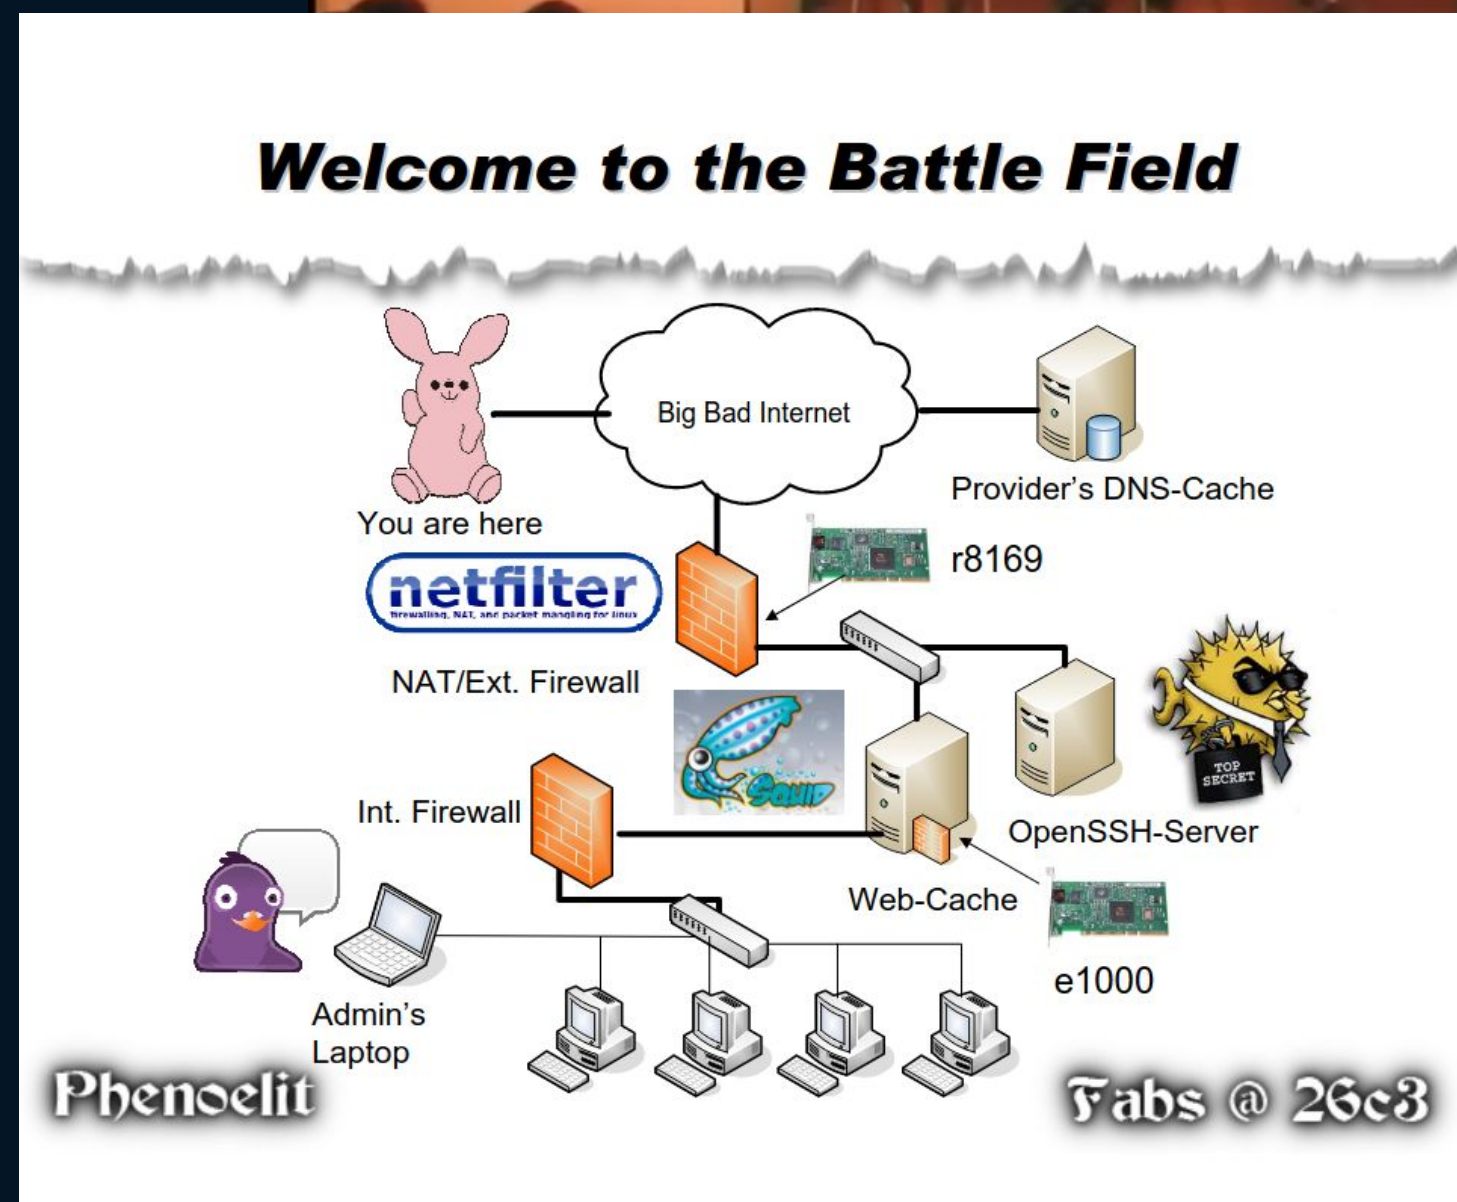 Welcome to the Battle Field
Big Bad Internet
Provider's DNS-Cache
You are here
r8169
netfilter
firewalling, NAT, and packet mangling for linux
NAT/Ext. Firewall
Squid
TOP
SECRET
Int. Firewall
OpenSSH-Server
Web-Cache
e1000
Admin's
Laptop
Phenoelit
Fabs @ 26c3